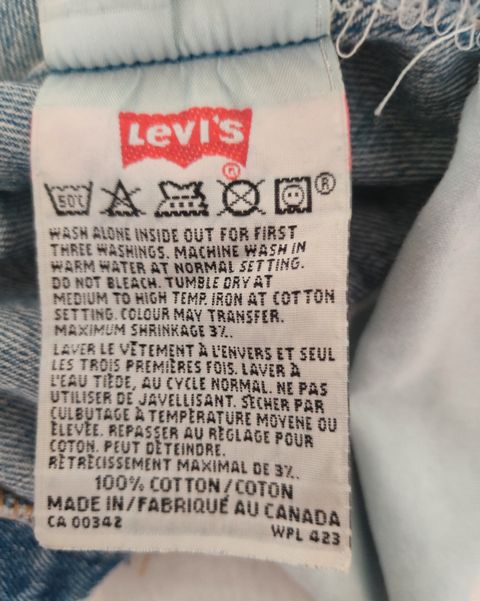 Levi's
®
50°C
®
WASH ALONE INSIDE OUT FOR FIRST
THREE WASHINGS. MACHINE WASH IN
WARM WATER AT NORMAL SETTING.
DO NOT BLEACH. TUMBLE DRY AT
MEDIUM TO HIGH TEMP. IRON AT COTTON
SETTING. COLOUR MAY TRANSFER.
MAXIMUM SHRINKAGE 3%.
LAVER LE VÊTEMENT À L'ENVERS ET SEUL
LES TROIS PREMIÈRES FOIS. LAVER À
L'EAU TIÈDE, AU CYCLE NORMAL. NE PAS
UTILISER DE JAVELLISANT. SÉCHER PAR
CULBUTAGE À TEMPÉRATURE MOYENE OU
ÉLEVÉE. REPASSER AU RÉGLAGE POUR
COTON. PEUT DÉTEINDRE.
RÉTRÉCISSEMENT MAXIMAL DE 3%.
100% COTTON/COTON
MADE IN/FABRIQUÉ AU CANADA
CA 00342
WPL 423